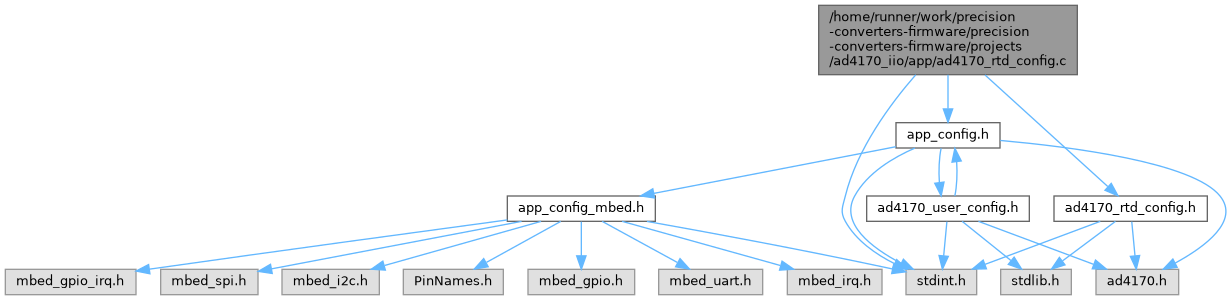 /home/runner/work/precision
-converters-firmware/precision
-converters-firmware/projects
/ad4170_iio/app/ad4170_rtd_config.c
app_config.h
app_config_mbed.h
ad4170_user_config.h
ad4170_rtd_config.h
mbed_gpio_irq.h
mbed_spi.h
mbed_i2c.h
PinNames.h
mbed_gpio.h
mbed_uart.h
mbed_irq.h
stdint.h
stdlib.h
ad4170.h